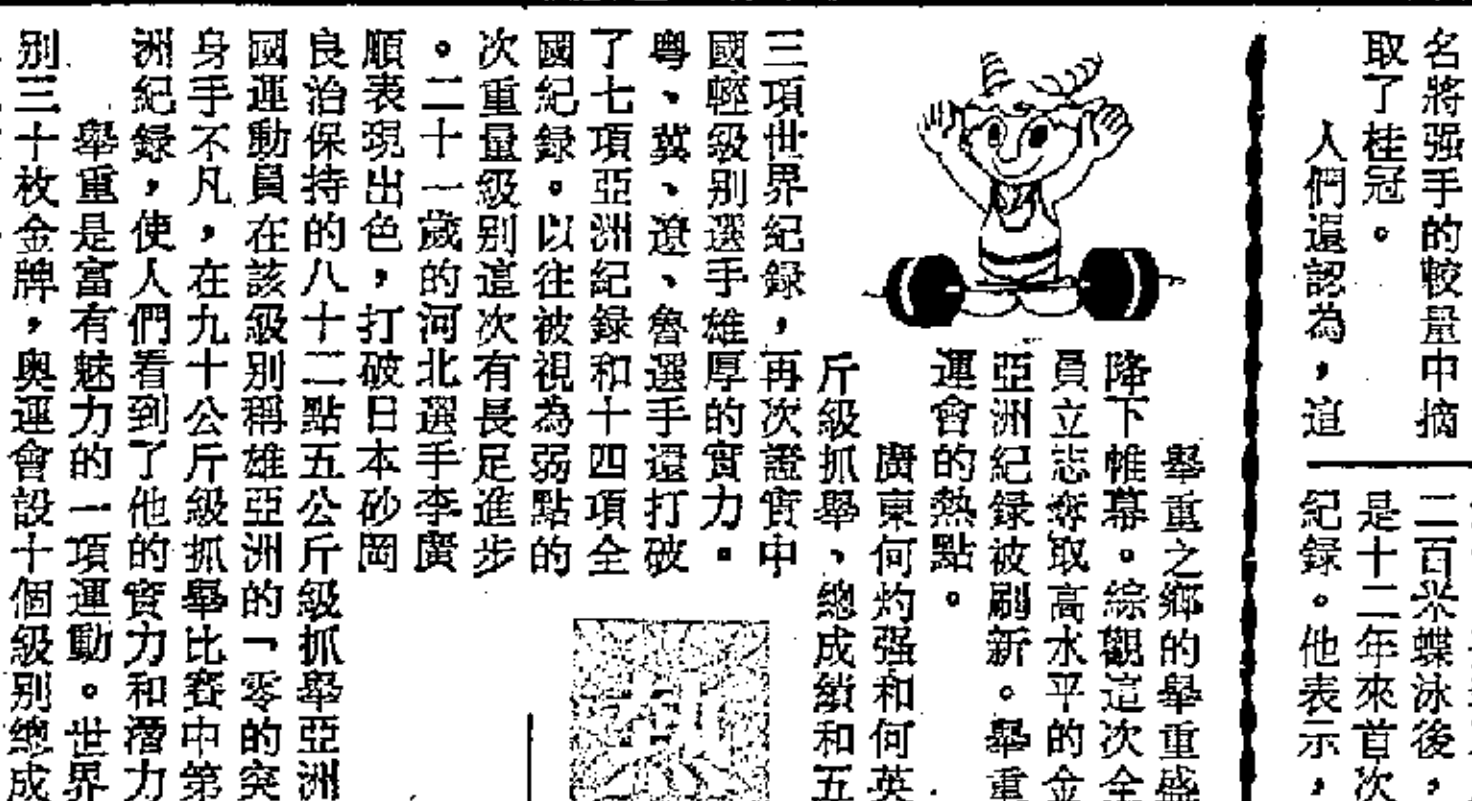 名將强手的較量中摘
取了桂冠。
人們還認為，這
二百米蝶泳後，
是十二年來首次
紀録。他表示，
舉重之鄉的舉重盛
降下帷幕。綜觀這次全
員立志奪取高水平的金
亞洲紀録被刷新。舉重
運會的熱點。
廣東何灼强和何英
斤級抓舉、總成績和五
三項世界紀録，再次證實中
國輕級别選手雄厚的實力。
粤、冀、遼、魯選手還打破
了七項亞洲紀録和十四項全
國紀録。以往被視為弱點的
次重量級别這次有長足進步
。二十一歲的河北選手李廣
順表現出色，打破日本砂岡
良治保持的八十二點五公斤級抓舉亞洲
國運動員在該級别稱雄亞洲的﹁零的突
身手不凡，在九十公斤級抓舉比賽中第
洲紀録，使人們看到了他的實力和潛力
舉重是富有魅力的一項運動。世界
别三十枚金牌，奥運會設十個級别總成